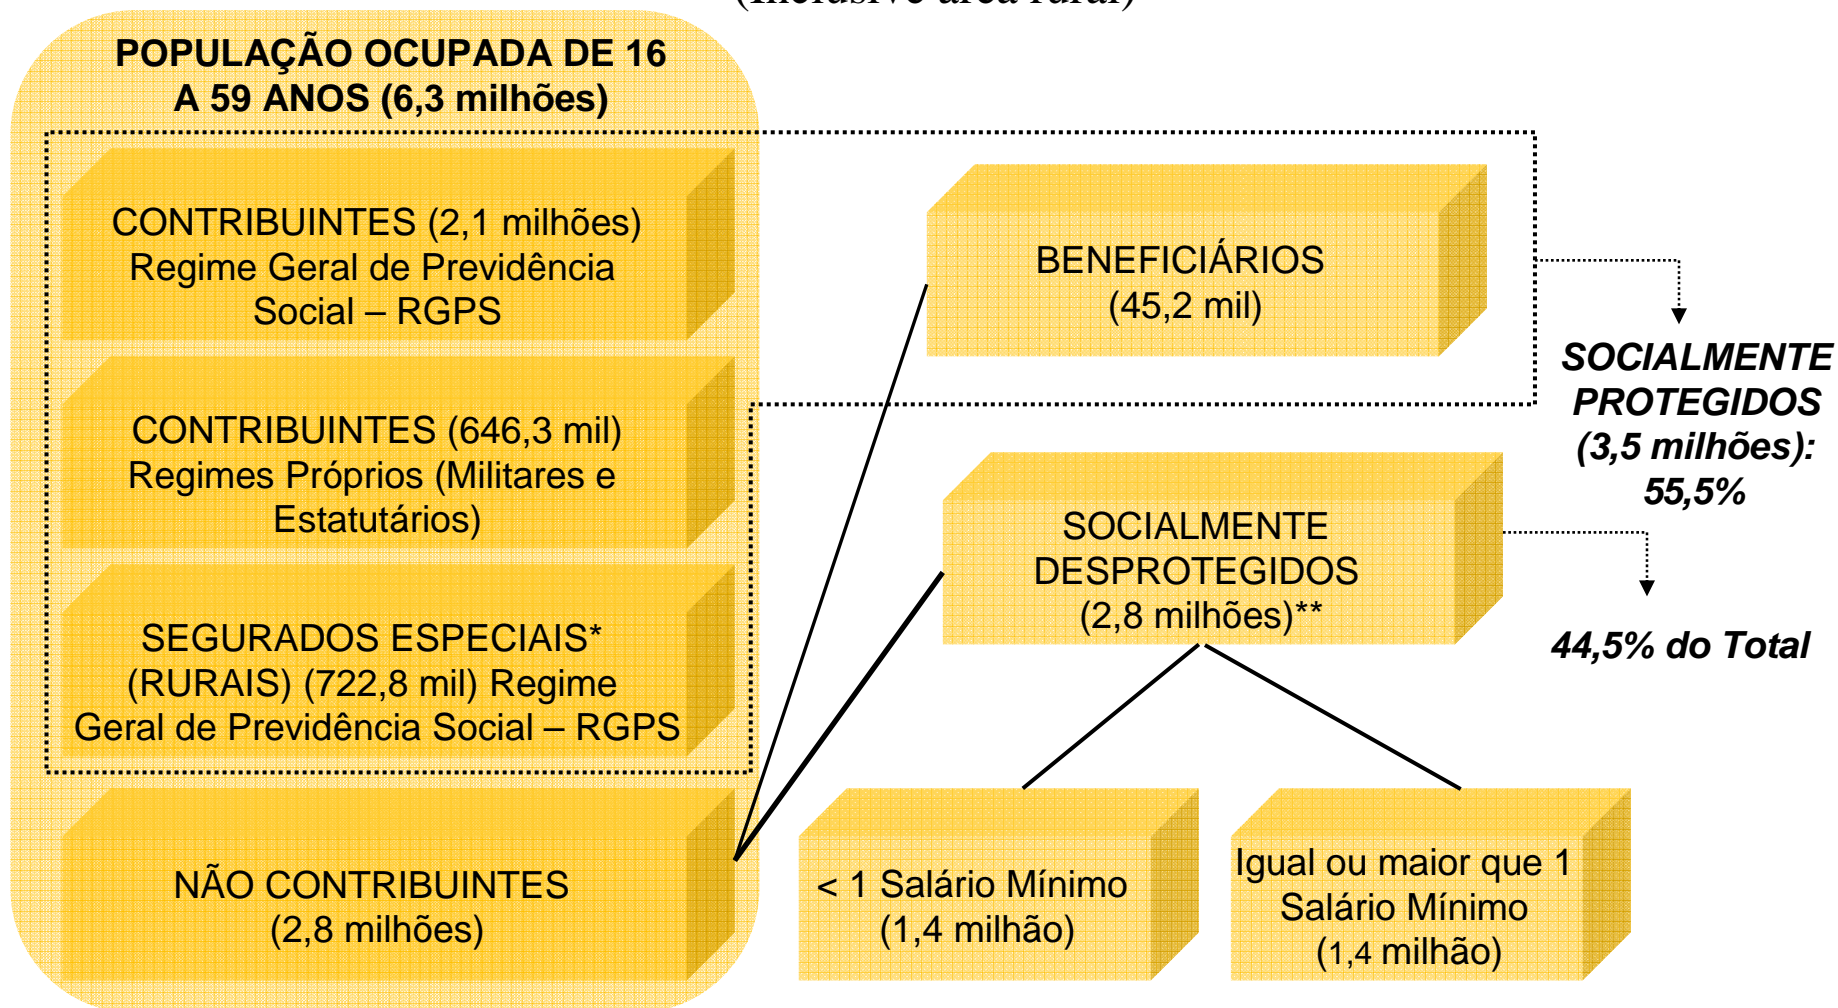 (Inclusive área rural)
POPULAÇÃO OCUPADA DE 16
A 59 ANOS (6,3 milhões)
CONTRIBUINTES (2,1 milhões)
Regime Geral de Previdência
Social – RGPS
CONTRIBUINTES (646,3 mil)
Regimes Próprios (Militares e
Estatutários)
SEGURADOS ESPECIAIS*
(RURAIS) (722,8 mil) Regime
Geral de Previdência Social – RGPS
NÃO CONTRIBUINTES
(2,8 milhões)
BENEFICIÁRIOS
(45,2 mil)
SOCIALMENTE
DESPROTEGIDOS
(2,8 milhões)**
< 1 Salário Mínimo
(1,4 milhão)
Igual ou maior que 1
Salário Mínimo
(1,4 milhão)
SOCIALMENTE
PROTEGIDOS
(3,5 milhões):
55,5%
44,5% do Total